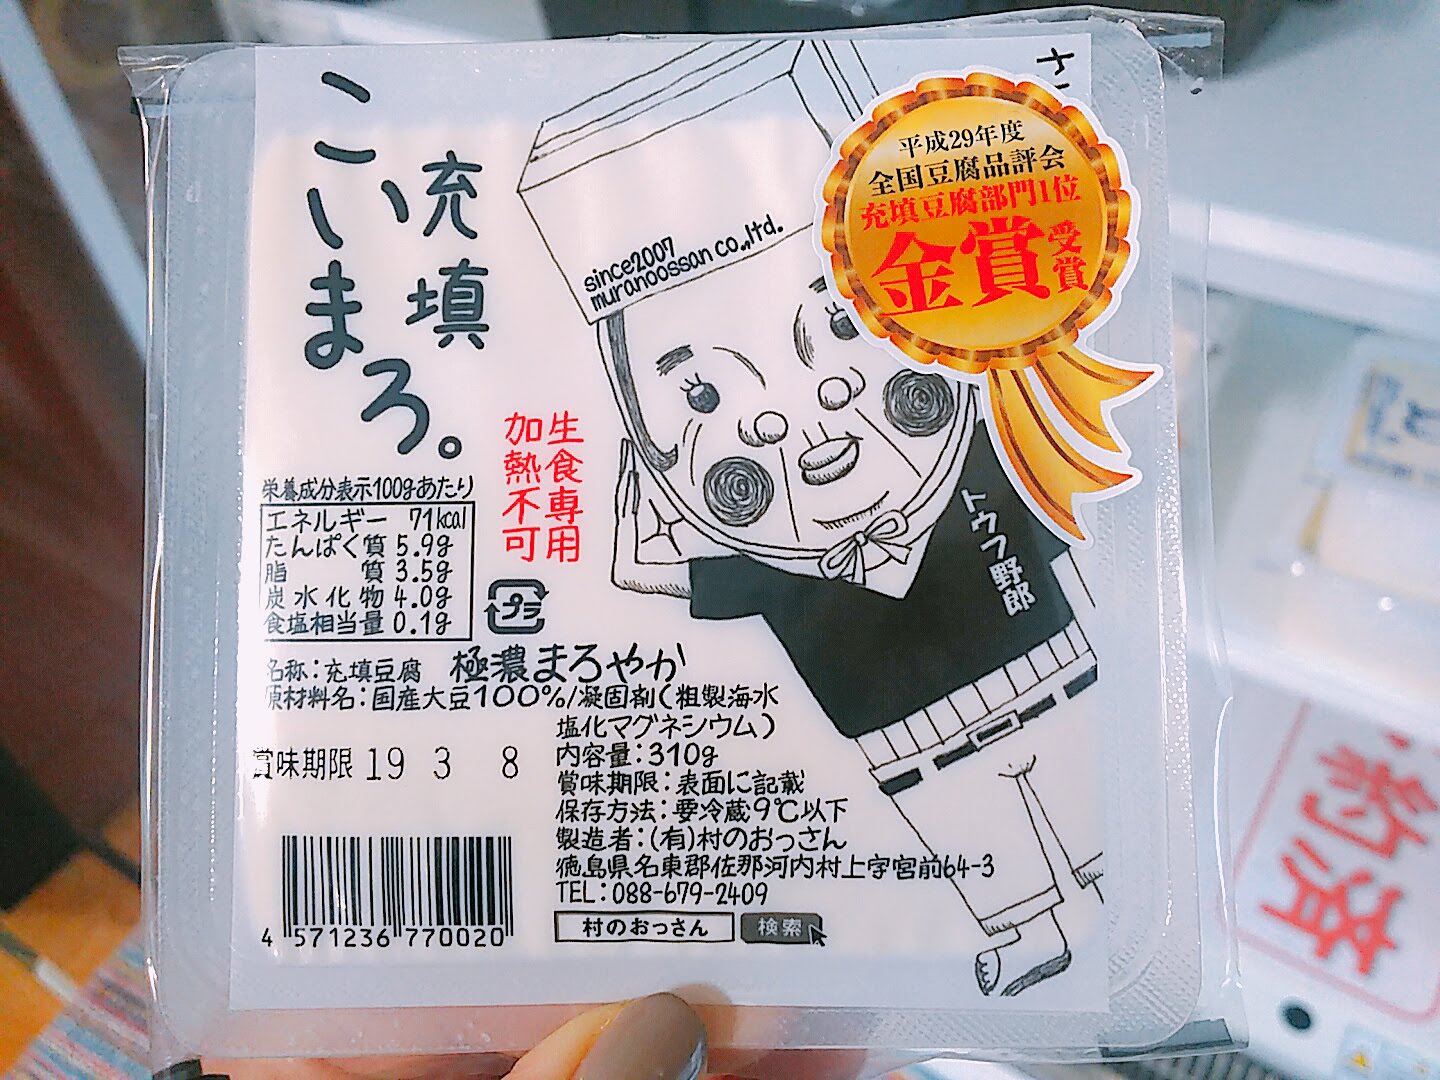 充填
こいまろ。
平成29年度
全国豆腐品評会
充填豆腐部門1位
金賞受賞
since2007
muranoossan co.,ltd.
生食専用
加熱不可
トウフ野郎
栄養成分表示100gあたり
エネルギー 71kcal
たんぱく質 5.9g
脂質 3.5g
炭水化物 4.0g
食塩相当量 0.1g
プラ
名称:充填豆腐 極濃まろやか
原材料名:国産大豆100%/凝固剤(粗製海水
塩化マグネシウム)
内容量:310g
賞味期限:表面に記載
保存方法:要冷蔵9℃以下
製造者:(有)村のおっさん
徳島県名東郡佐那河内村上字宮前64-3
TEL:088-679-2409
村のおっさん 検索
賞味期限 19 3 8
4 571236 770020
約済